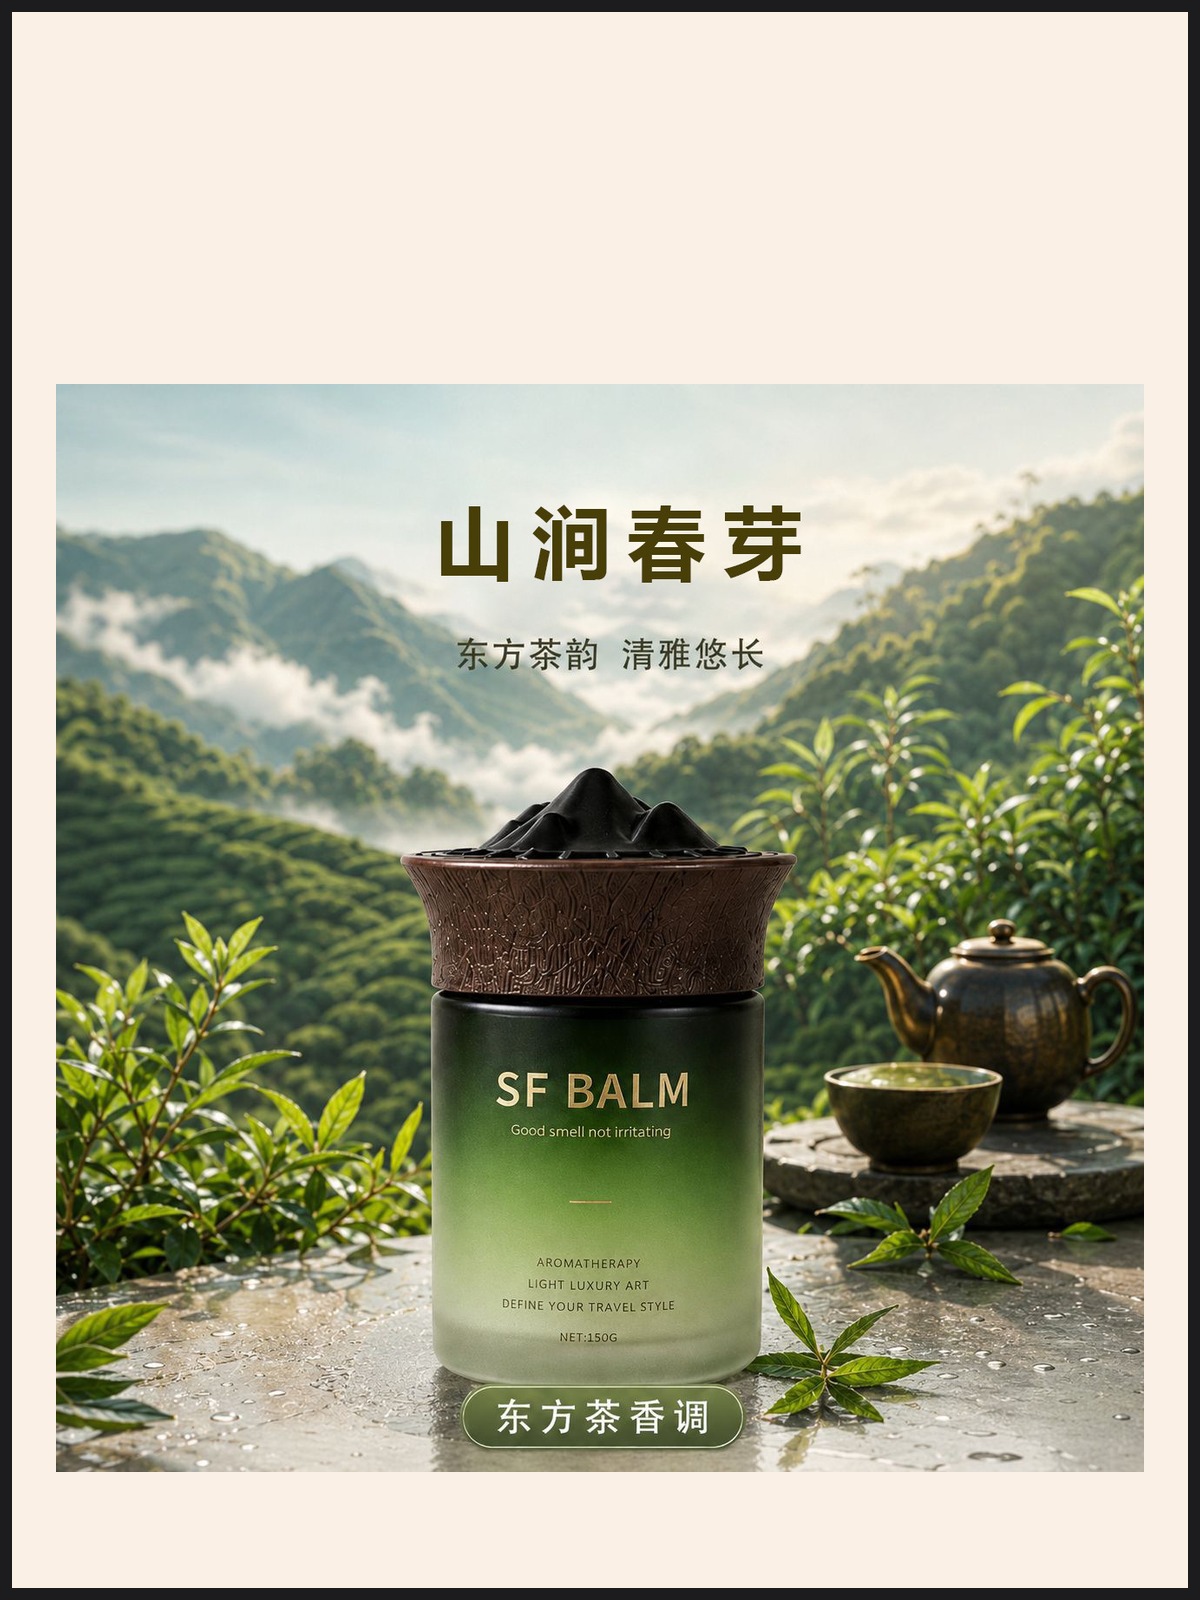 山涧春芽
东方茶韵 清雅悠长
SF BALM
Good smell not irritating
AROMATHERAPY
LIGHT LUXURY ART
DEFINE YOUR TRAVEL STYLE
NET:150G
东方茶香调